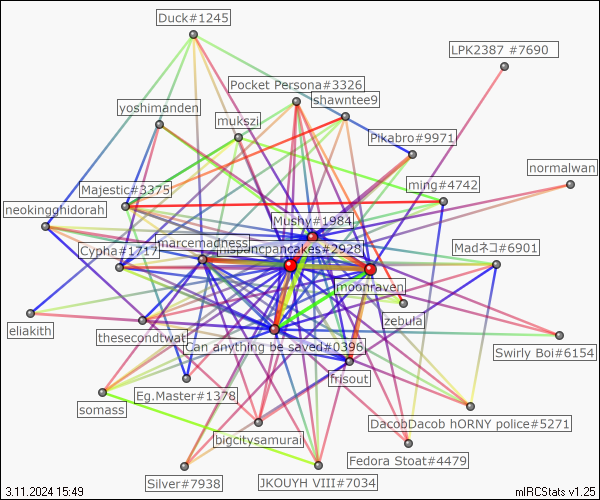 Duck#1245
LPK2387 #7690
Pocket Persona#3326
shawntee9
yoshimanden
mukszi
Pikabro#9971
normalwan
Majestic#3375
ming#4742
neokingghidorah
Mushy#1984
marcemadness
Cypha#1717
#2928
Madネコ#6901
moonraven
zebula
eliakith
thesecondtwat
Can anything be saved#0396
Swirly Boi#6154
frisout
Eg.Master#1378
somass
DacobDacob hORNY police#5271
bigcitysamurai
Fedora Stoat#4479
Silver#7938
JKOUYH VIII#7034
3.11.2024 15:49
mIRCStats v1.25